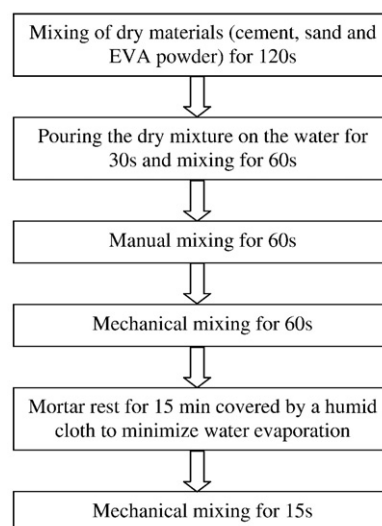 Mixing of dry materials (cement, sand and
EVA powder) for 120s
Pouring the dry mixture on the water for
30s and mixing for 60s
Manual mixing for 60s
Mechanical mixing for 60s
Mortar rest for 15 min covered by a humid
cloth to minimize water evaporation
Mechanical mixing for 15s